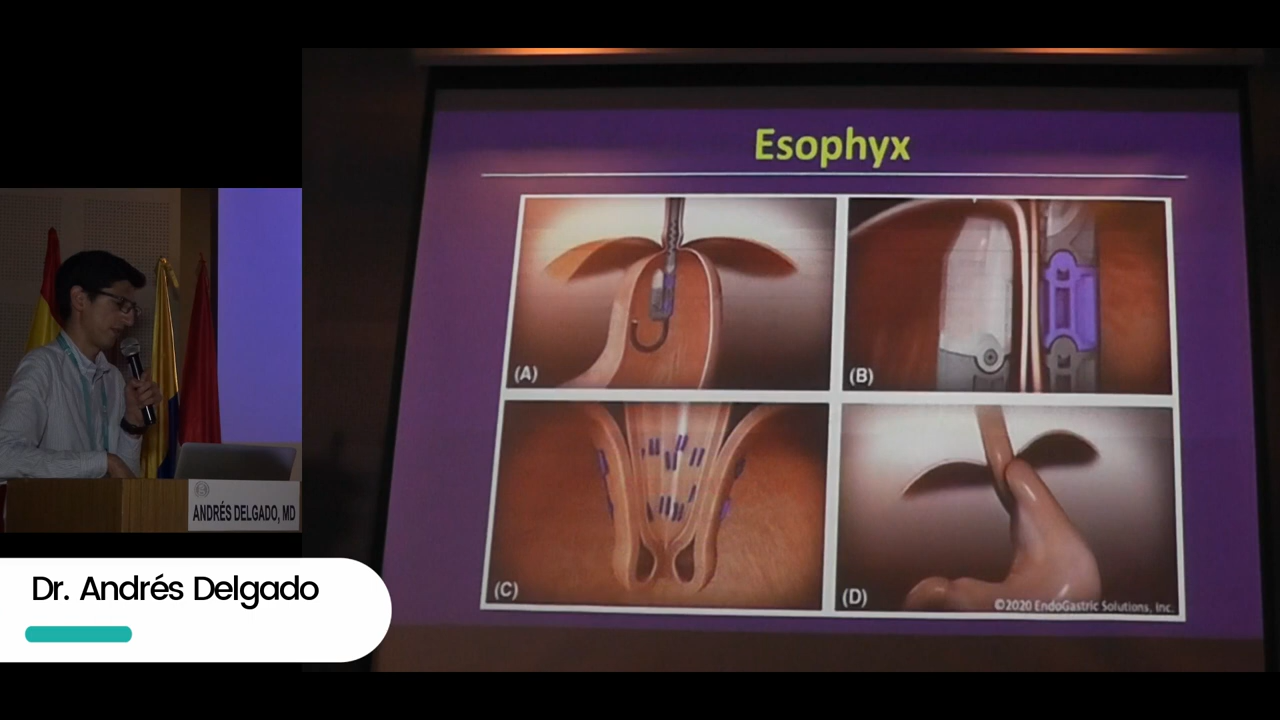 Esophyx
(A)
(B)
(C)
(D)
©2020 EndoGastric Solutions, Inc.
ANDRÉS DELGADO, MD
Dr. Andrés Delgado